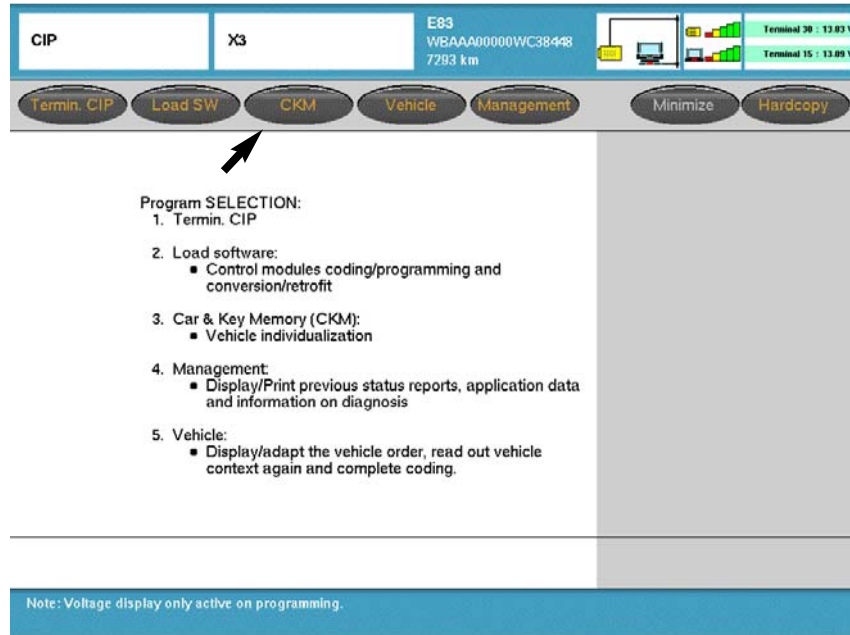 CIP
X3
E83
WBAAA00000WC38448
7293 km
Terminal 30 : 13.03 V
Terminal 15 : 13.09 V
Termin. CIP
Load SW
CKM
Vehicle
Management
Minimize
Hardcopy
Program SELECTION:
1. Termin. CIP
2. Load software:
■ Control modules coding/programming and
conversion/retrofit
3. Car & Key Memory (CKM):
■ Vehicle individualization
4. Management:
■ Display/Print previous status reports, application data
and information on diagnosis
5. Vehicle:
■ Display/adapt the vehicle order, read out vehicle
context again and complete coding.
Note: Voltage display only active on programming.